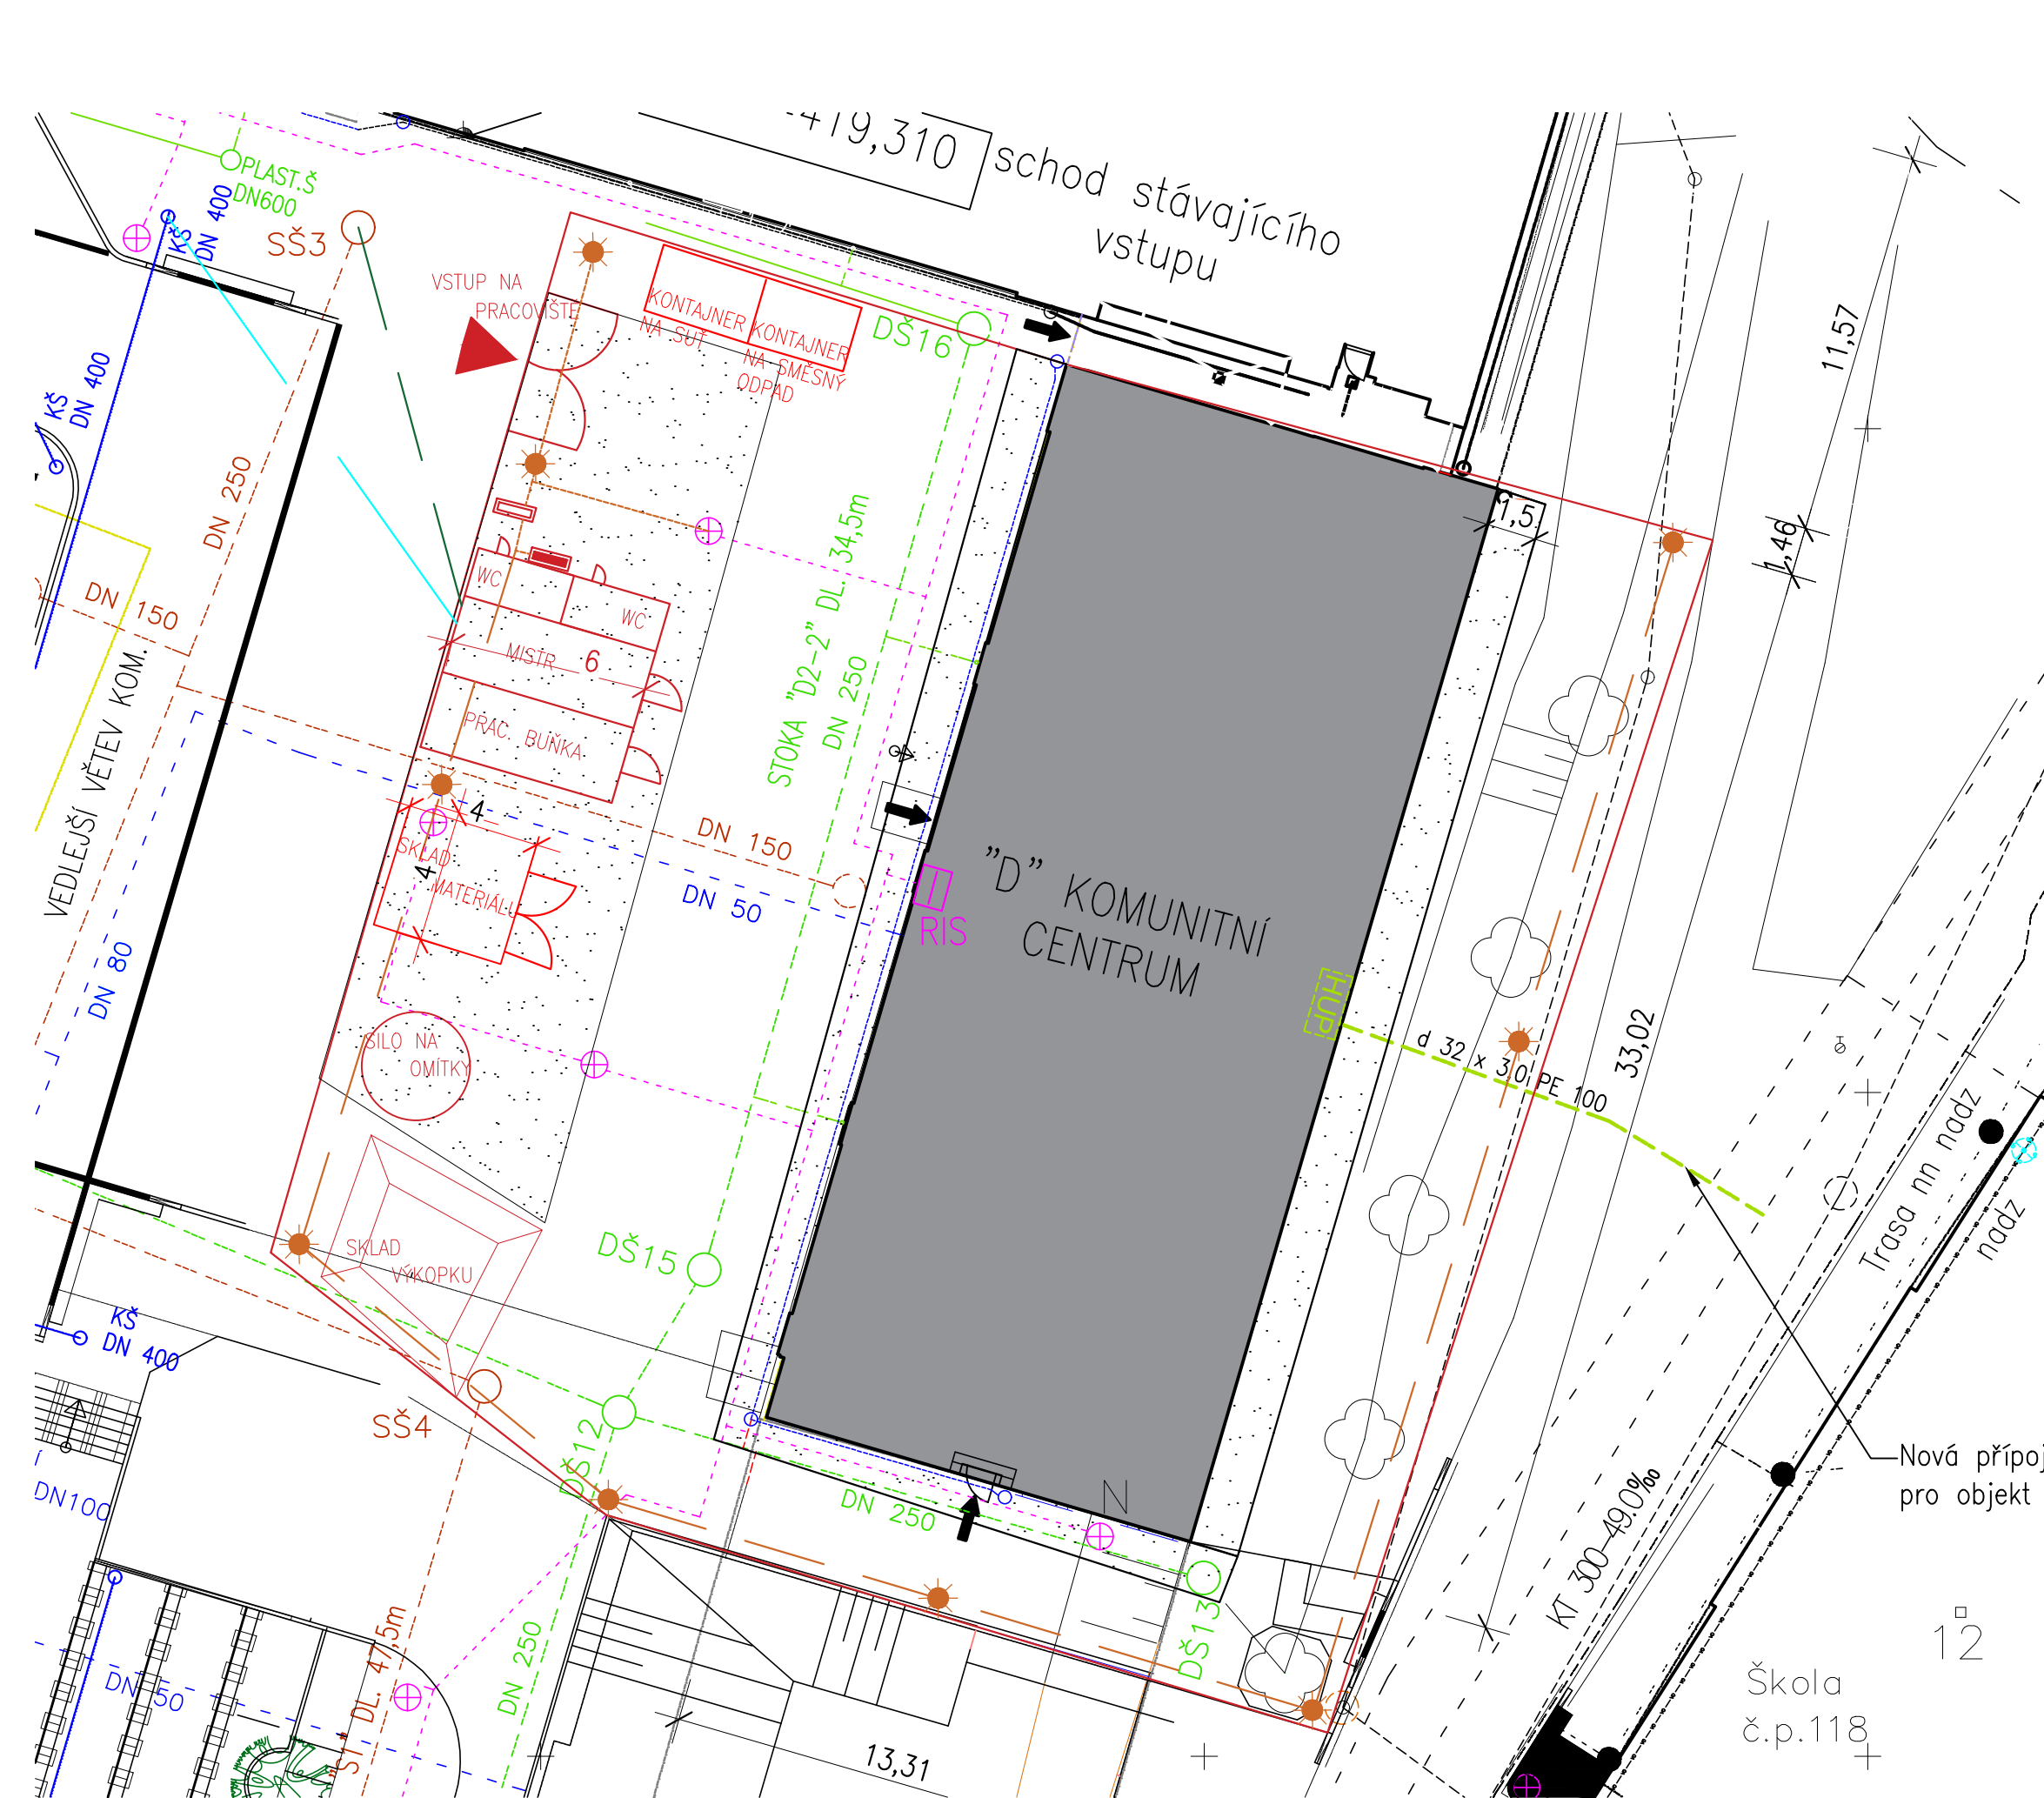 -419,310
schod stávajícího
vstupu
PLAST.Š
DN600
KŠ
DN 400
SŠ3
VSTUP NA
PRACOVIŠTĚ
KONTAJNER
NA SUŤ
KONTAJNER
NA SMĚSNÝ
ODPAD
DŠ16
11,57
KŠ
DN 400
DN 250
1,5
1,46
STOKA "D2-2" DL. 34,5m
DN 250
DN 150
WC
WC
MISTR
6
PRAC. BUŇKA
VEDLEJŠÍ VĚTEV KOM.
4
4
SKLAD
MATERIÁLU
DN 150
DN 50
RIS
"D" KOMUNITNÍ
CENTRUM
HUP
d 32 x 3,0 PE 100
33,02
DN 80
SILO NA
OMÍTKY
Trasa nn nadz
nadz
DŠ15
SKLAD
VÝKOPKU
KŠ
DN 400
SŠ4
DŠ12
DN 250
N
Nová přípoj
pro objekt
KT 300-49.0‰
DN100
DN 250
DŠ13
DN 50
"S1" DL. 47,5m
13,31
12
Škola
č.p.118